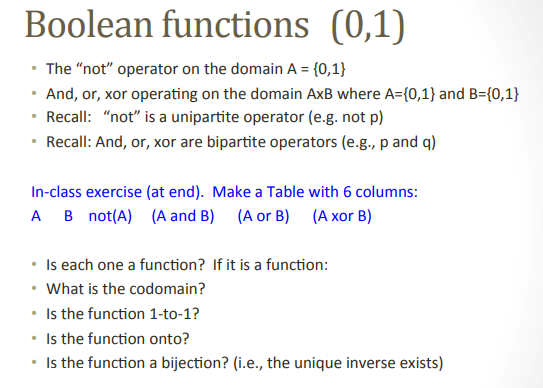 Boolean functions (0,1)
• The “not” operator on the domain A = {0,1}
• And, or, xor operating on the domain AxB where A={0,1} and B={0,1}
• Recall: “not” is a unipartite operator (e.g. not p)
• Recall: And, or, xor are bipartite operators (e.g., p and q)
In-class exercise (at end). Make a Table with 6 columns:
A B not(A) (A and B) (A or B) (A xor B)
• Is each one a function? If it is a function:
• What is the codomain?
• Is the function 1-to-1?
• Is the function onto?
• Is the function a bijection? (i.e., the unique inverse exists)